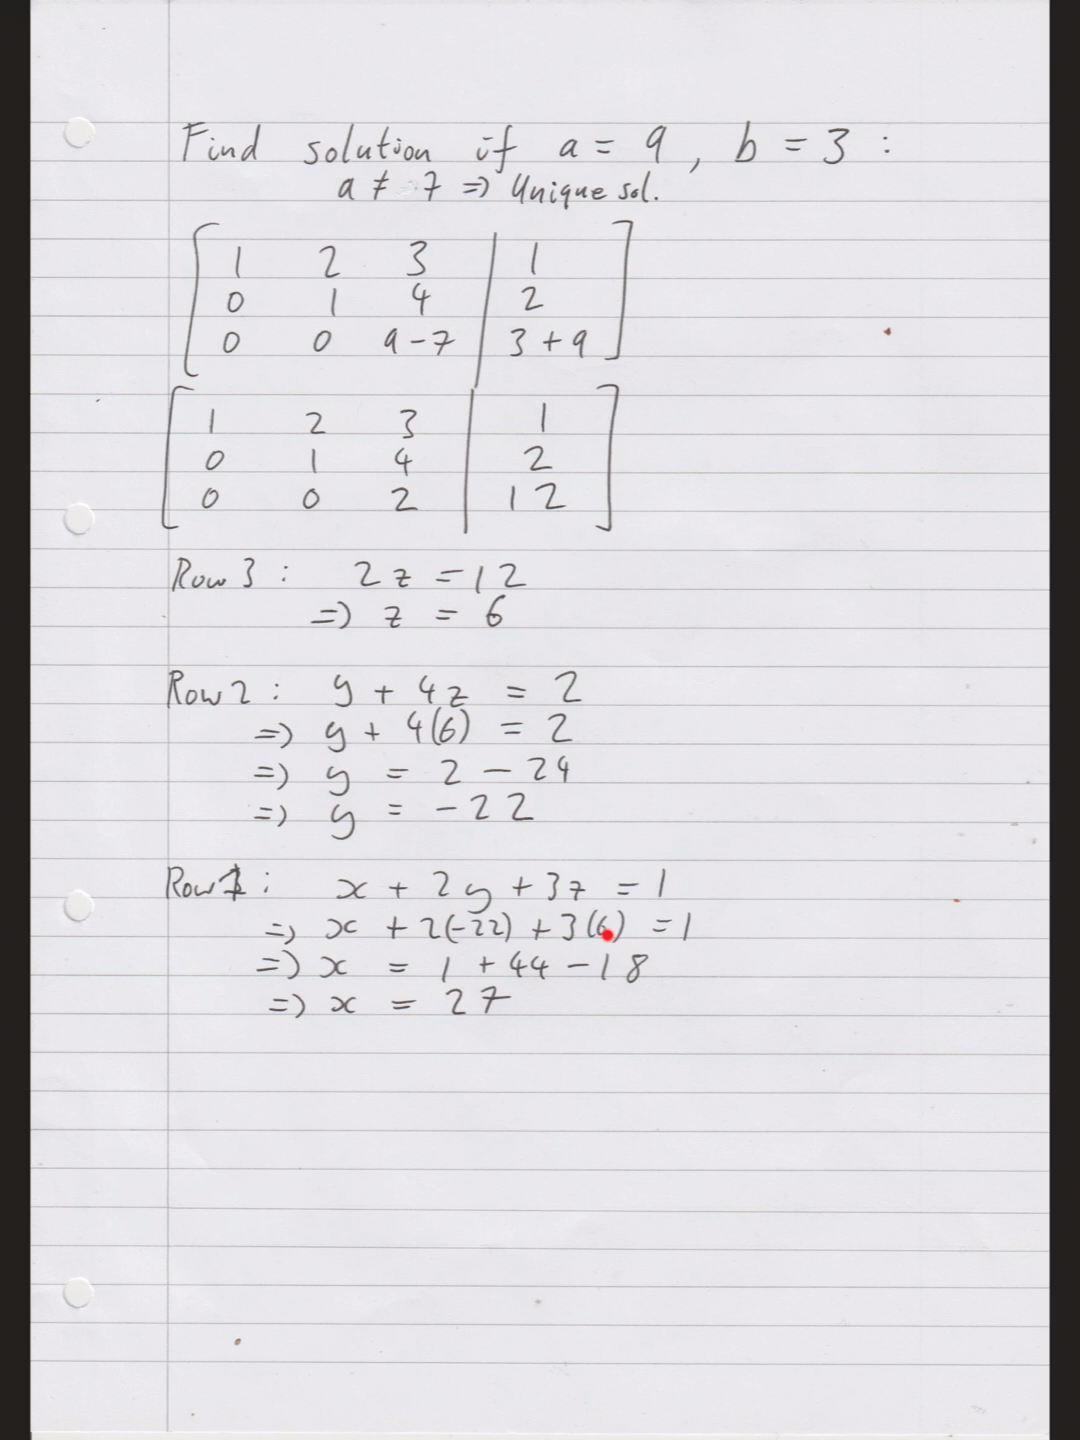 Find solution if a = 9, b = 3 :
a ≠ 7 => Unique sol.
1 2 3 | 1
0 1 4 | 2
0 0 9-7 | 3+9
1 2 3 | 1
0 1 4 | 2
0 0 2 | 12
Row 3 : 2z = 12
=> z = 6
Row 2 : y + 4z = 2
=> y + 4(6) = 2
=> y = 2 - 24
=> y = -22
Row 1 : x + 2y + 3z = 1
=> x + 2(-22) + 3(6) = 1
=> x = 1 + 44 - 18
=> x = 27